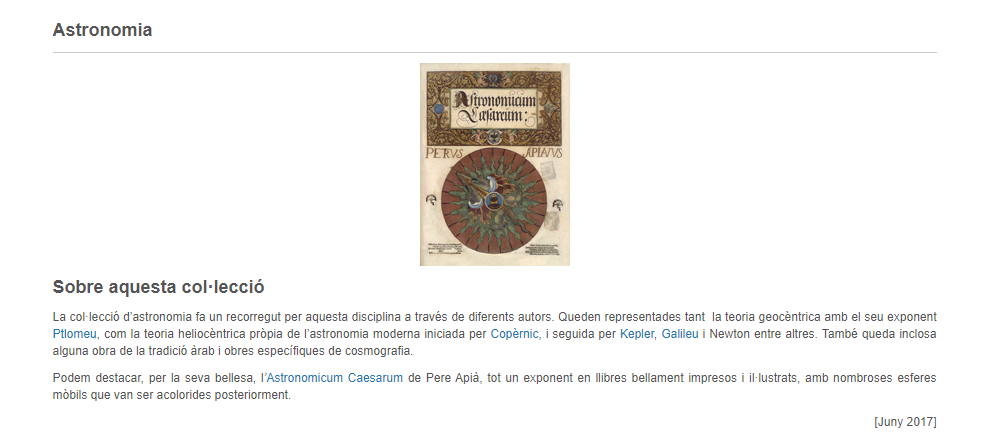 Astronomia
Astronomicum
Cæsareum:
PETRVS APIANVS
Sobre aquesta col·lecció
La col·lecció d’astronomia fa un recorregut per aquesta disciplina a través de diferents autors. Queden representades tant la teoria geocèntrica amb el seu exponent
Ptlomeu, com la teoria heliocèntrica pròpia de l’astronomia moderna iniciada per Copèrnic, i seguida per Kepler, Galileu i Newton entre altres. També queda inclosa
alguna obra de la tradició àrab i obres específiques de cosmografia.
Podem destacar, per la seva bellesa, l’Astronomicum Caesarum de Pere Apià, tot un exponent en llibres bellament impresos i il·lustrats, amb nombroses esferes
mòbils que van ser acolorides posteriorment.
[Juny 2017]